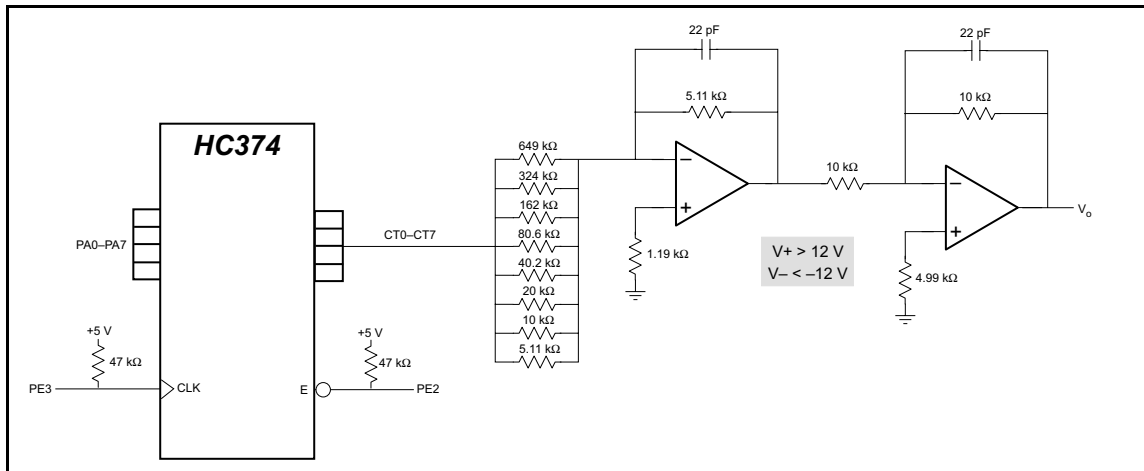 HC374
PA0–PA7
CT0–CT7
+5 V
47 kΩ
PE3
CLK
E
+5 V
47 kΩ
PE2
649 kΩ
324 kΩ
162 kΩ
80.6 kΩ
40.2 kΩ
20 kΩ
10 kΩ
5.11 kΩ
22 pF
5.11 kΩ
−
+
1.19 kΩ
10 kΩ
V+ > 12 V
V– < –12 V
22 pF
10 kΩ
−
+
4.99 kΩ
Vo